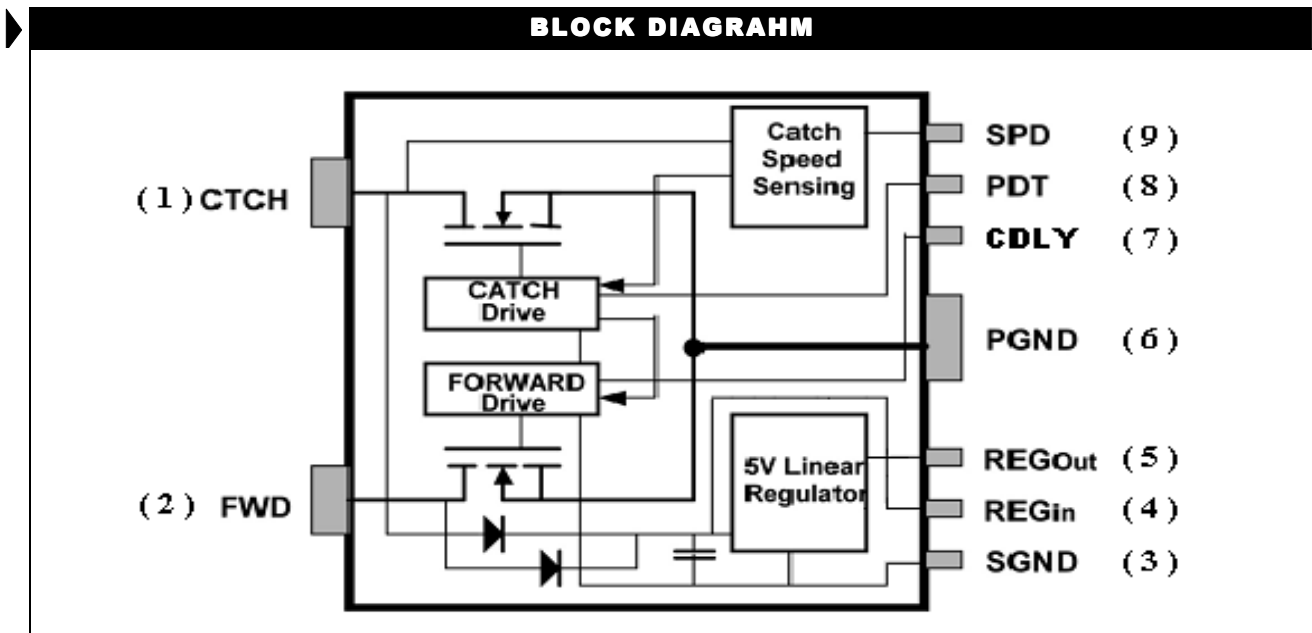 BLOCK DIAGRAHM
Catch
Speed
Sensing
SPD (9)
PDT (8)
(1) CTCH
CDLY (7)
CATCH
Drive
PGND (6)
FORWARD
Drive
5V Linear
Regulator
REGOut (5)
(2) FWD
REGin (4)
SGND (3)